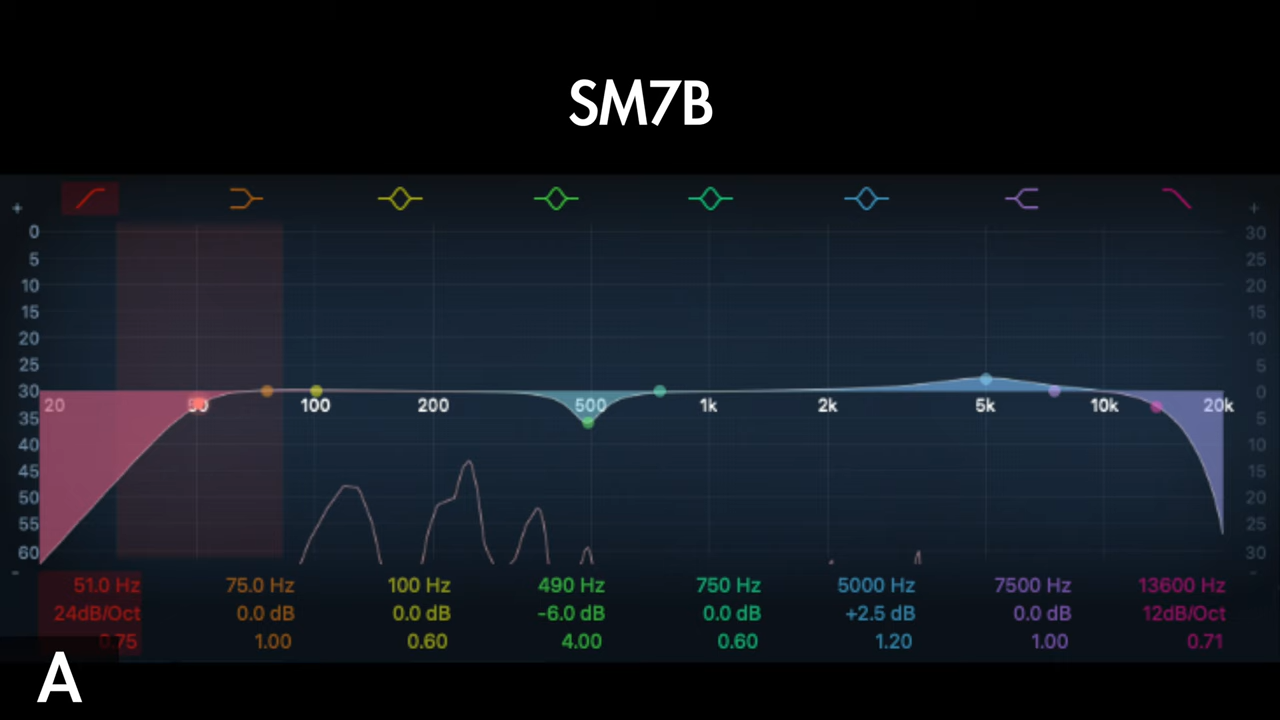 SM7B
+ +
0 30
5 25
10 20
15 15
20 10
25 5
30 0
20 50 100 200 500 1k 2k 5k 10k 20k
35 5
40 10
45 15
50 20
55 25
60 30
- -
51.0 Hz 75.0 Hz 100 Hz 490 Hz 750 Hz 5000 Hz 7500 Hz 13600 Hz
24dB/Oct 0.0 dB 0.0 dB -6.0 dB 0.0 dB +2.5 dB 0.0 dB 12dB/Oct
0.75 1.00 0.60 4.00 0.60 1.20 1.00 0.71
A